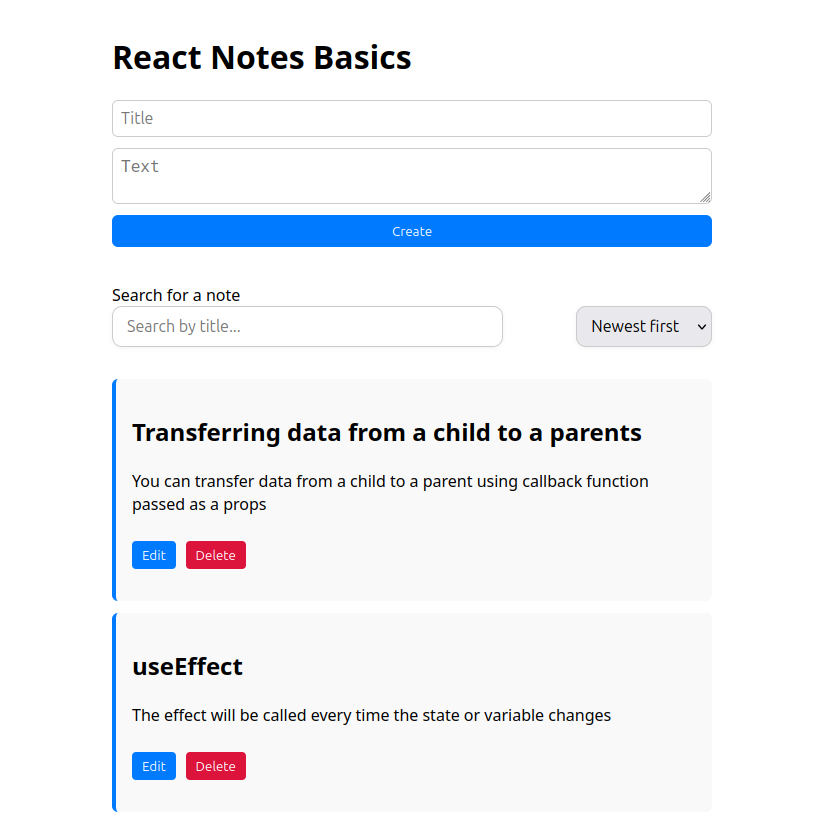 React Notes Basics
Title
Text
Create
Search for a note
Search by title...
Newest first
Transferring data from a child to a parents
You can transfer data from a child to a parent using callback function
passed as a props
Edit Delete
useEffect
The effect will be called every time the state or variable changes
Edit Delete